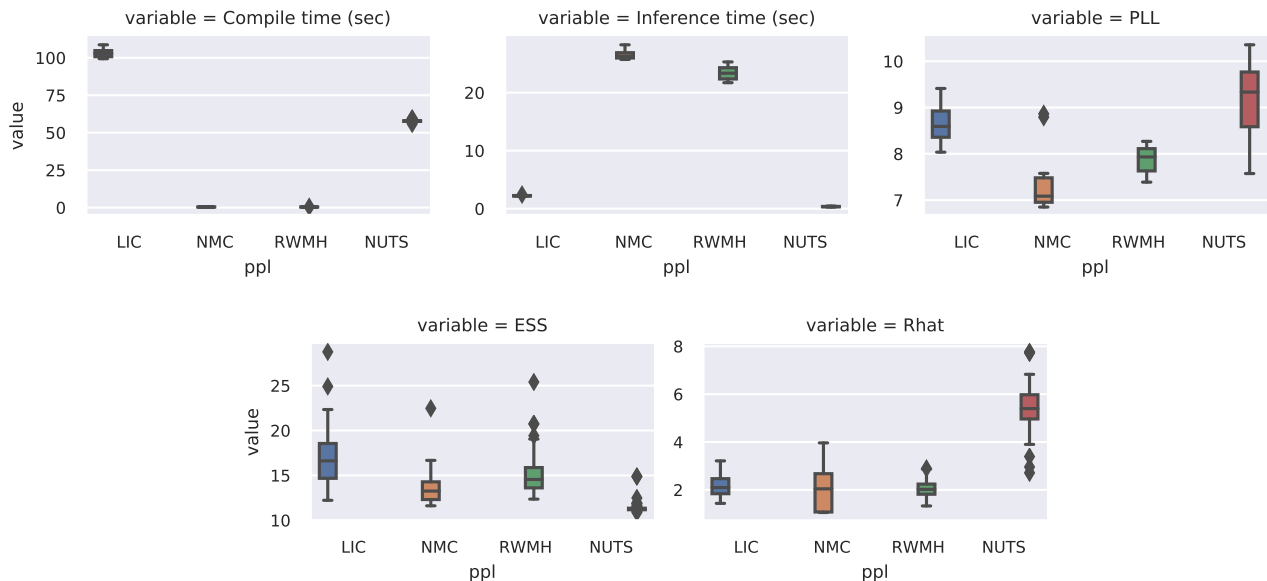 variable = Compile time (sec)
variable = Inference time (sec)
variable = PLL
value
100
75
50
25
0
20
10
0
10
9
8
7
LIC NMC RWMH NUTS
LIC NMC RWMH NUTS
LIC NMC RWMH NUTS
ppl
ppl
ppl
variable = ESS
variable = Rhat
value
25
20
15
10
8
6
4
2
LIC NMC RWMH NUTS
LIC NMC RWMH NUTS
ppl
ppl